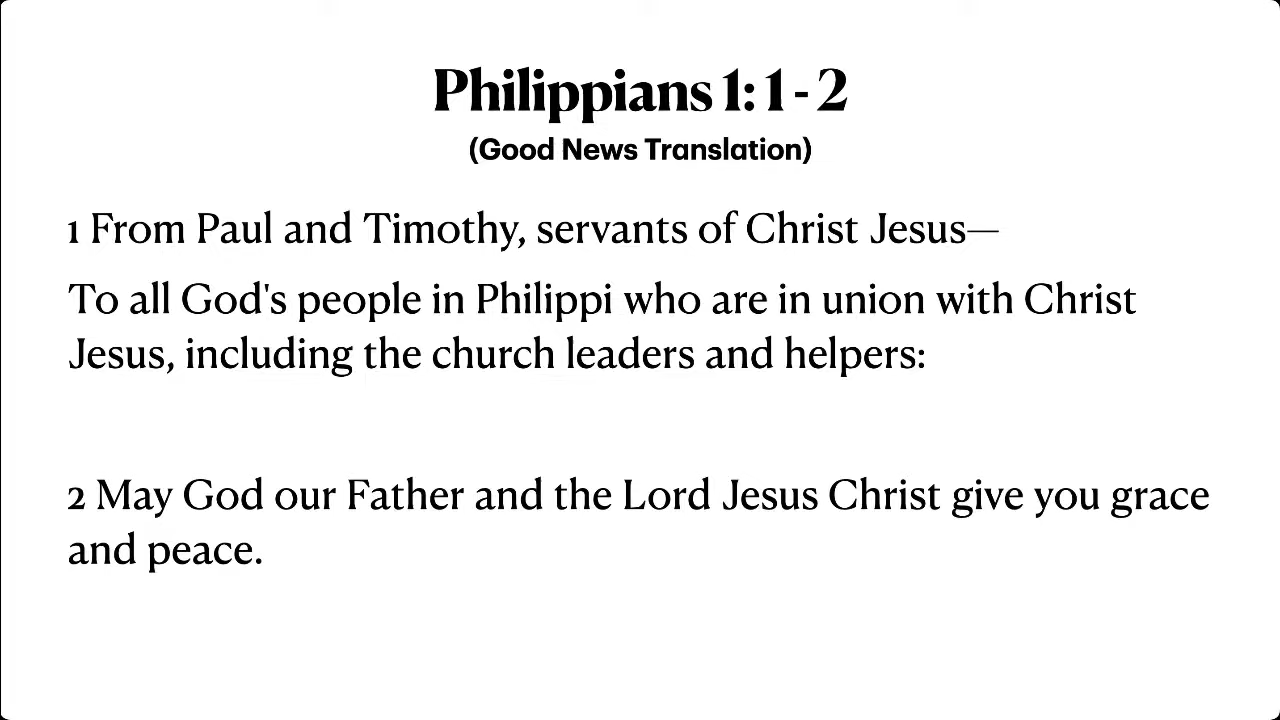 Philippians 1: 1 - 2
(Good News Translation)
1 From Paul and Timothy, servants of Christ Jesus—
To all God's people in Philippi who are in union with Christ
Jesus, including the church leaders and helpers:
2 May God our Father and the Lord Jesus Christ give you grace
and peace.